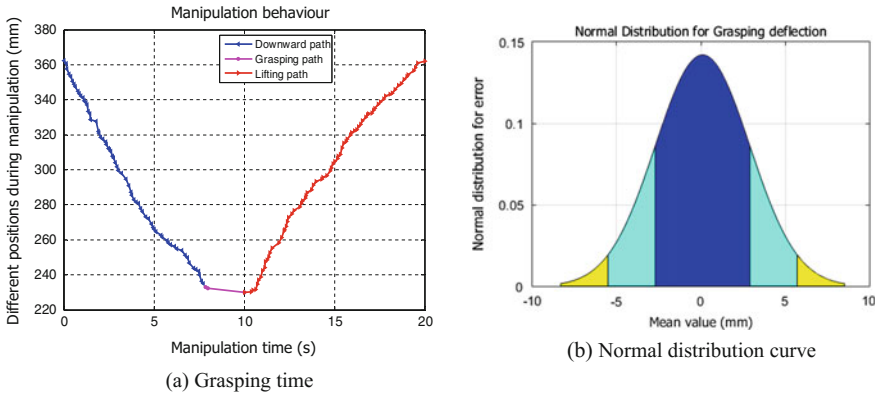 Manipulation behaviour
Different positions during manipulation (mm)
380
360
340
320
300
280
260
240
220
Downward path
Grasping path
Lifting path
0 5 10 15 20
Manipulation time (s)
(a) Grasping time
Normal Distribution for Grasping deflection
Normal distribution for error
0.15
0.1
0.05
0
-10 -5 0 5 10
Mean value (mm)
(b) Normal distribution curve